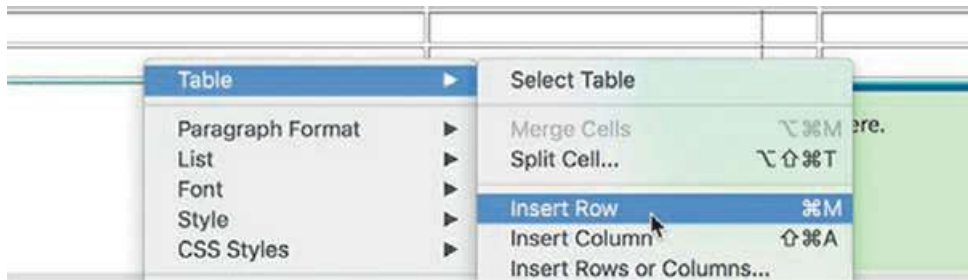 Table ▶
Select Table
Paragraph Format ▶
Merge Cells ⌥⌘M
ere.
List ▶
Split Cell... ⌥⇧⌘T
Font ▶
Style ▶
Insert Row ⌘M
CSS Styles ▶
Insert Column ⇧⌘A
Insert Rows or Columns...